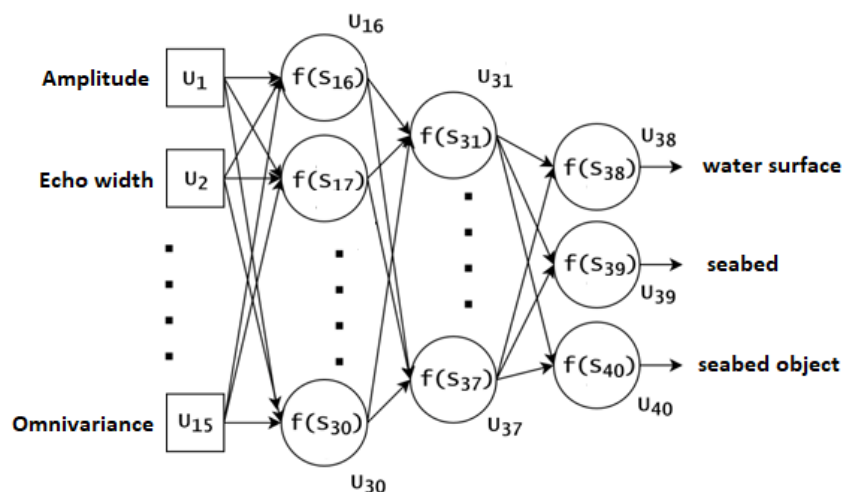 Amplitude
U1
Echo width
U2
Omnivariance
U15
U16
f(S16)
f(S17)
f(S30)
U30
U31
f(S31)
f(S37)
U37
U38
f(S38)
water surface
f(S39)
seabed
U39
f(S40)
seabed object
U40